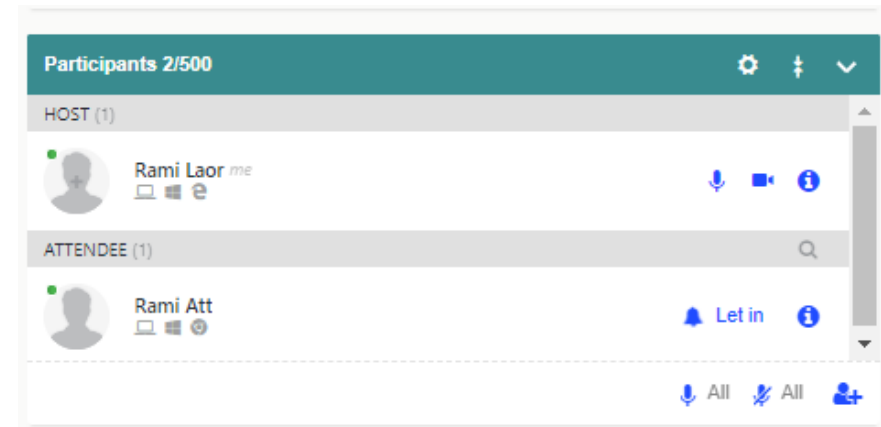 Participants 2/500
HOST (1)
Rami Laor me
ATTENDEE (1)
Rami Att
Let in
All All